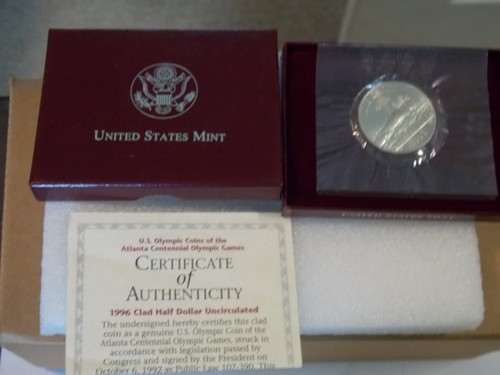 UNITED STATES MINT
U.S. Olympic Coins of the
Atlanta Centennial Olympic Games
CERTIFICATE
of
AUTHENTICITY
1996 Clad Half Dollar Uncirculated
The undersigned hereby certifies this clad
coin as a genuine U.S. Olympic Coin of the
Atlanta Centennial Olympic Games, struck in
accordance with legislation passed by
Congress and signed by the President on
October 6, 1992 as Public Law 102-390. This